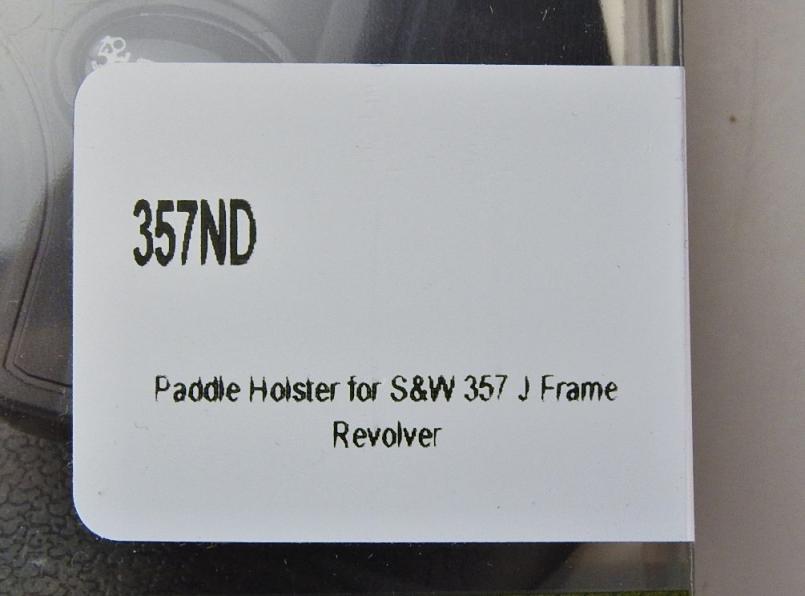 357ND
Paddle Holster for S&W 357 J Frame
Revolver